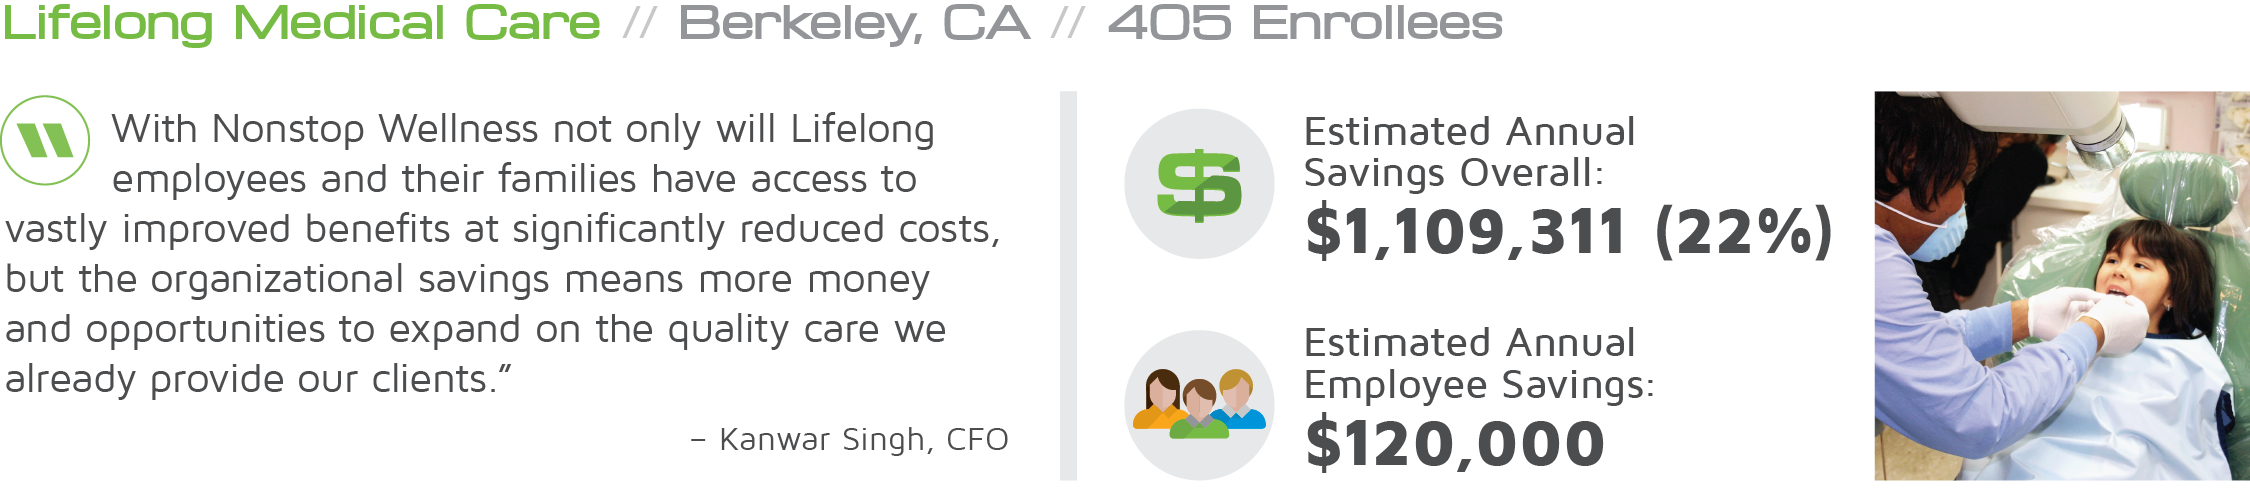 Lifelong Medical Care // Berkeley, CA // 405 Enrollees
With Nonstop Wellness not only will Lifelong
employees and their families have access to
vastly improved benefits at significantly reduced costs,
but the organizational savings means more money
and opportunities to expand on the quality care we
already provide our clients.”
– Kanwar Singh, CFO
$
Estimated Annual
Savings Overall:
$1,109,311 (22%)
Estimated Annual
Employee Savings:
$120,000